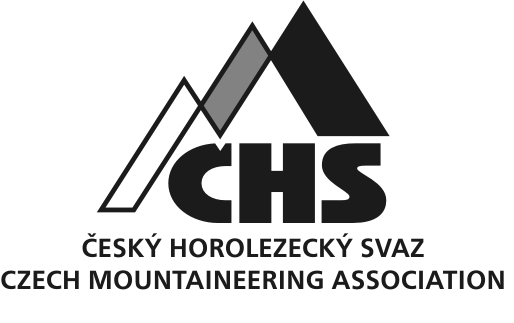 ČHS
ČESKÝ HOROLEZECKÝ SVAZ
CZECH MOUNTAINEERING ASSOCIATION